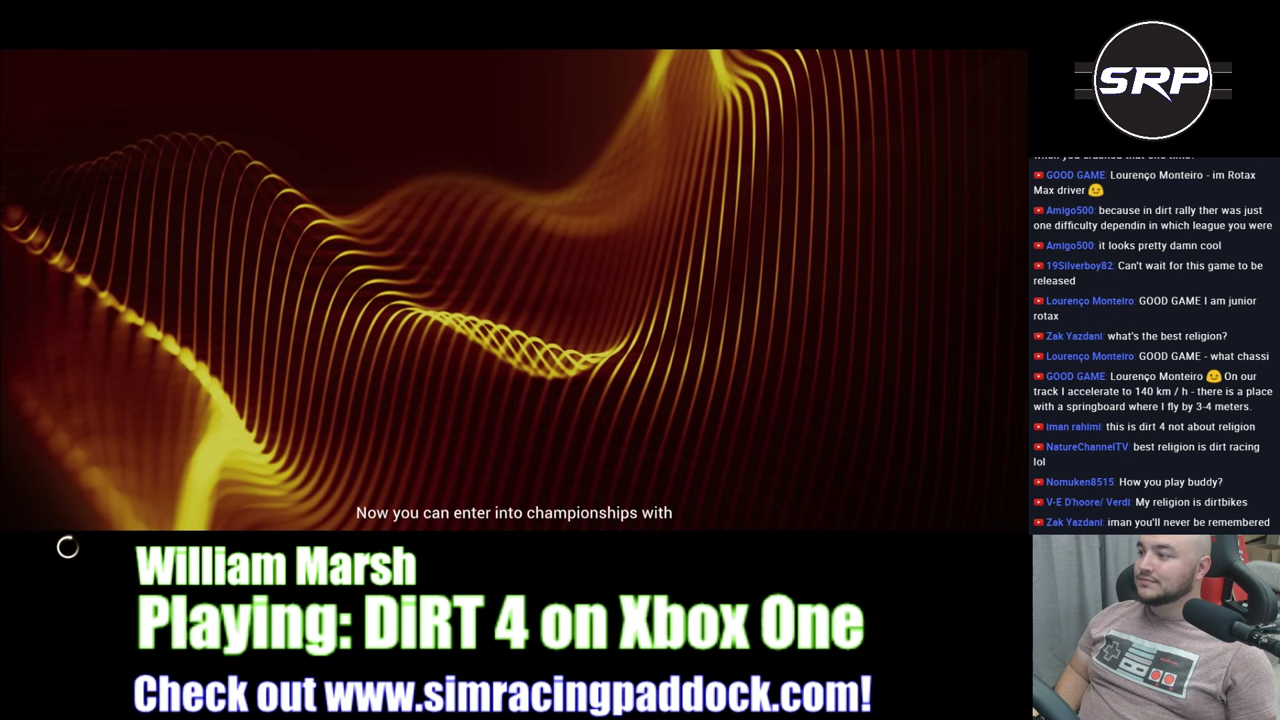 SRP
when you crashed that one time?
GOOD GAME: Lourenço Monteiro - im Rotax
Max driver
Amigo500: because in dirt rally ther was just
one difficulty dependin in which league you were
Amigo500: it looks pretty damn cool
19Silverboy82: Can't wait for this game to be
released
Lourenço Monteiro: GOOD GAME I am junior
rotax
Zak Yazdani: what's the best religion?
Lourenço Monteiro: GOOD GAME - what chassi
GOOD GAME: Lourenço Monteiro On our
track I accelerate to 140 km / h - there is a place
with a springboard where I fly by 3-4 meters.
iman rahimi: this is dirt 4 not about religion
NatureChannelTV: best religion is dirt racing
lol
Nomuken8515: How you play buddy?
V-E D'hoore/ Verdi: My religion is dirtbikes
Zak Yazdani: iman you'll never be remembered
Now you can enter into championships with
William Marsh
Playing: DiRT 4 on Xbox One
Check out www.simracingpaddock.com!